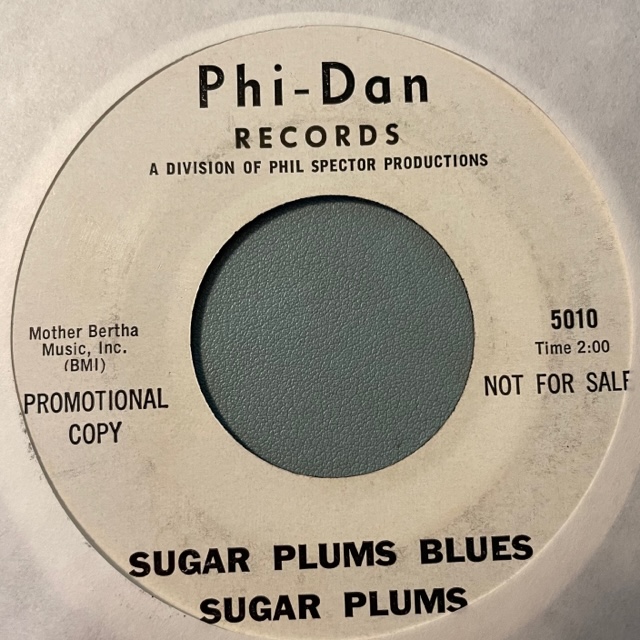 Phi-Dan
RECORDS
A DIVISION OF PHIL SPECTOR PRODUCTIONS
Mother Bertha
Music, Inc.
(BMI)
PROMOTIONAL
COPY
5010
Time 2:00
NOT FOR SALE
SUGAR PLUMS BLUES
SUGAR PLUMS